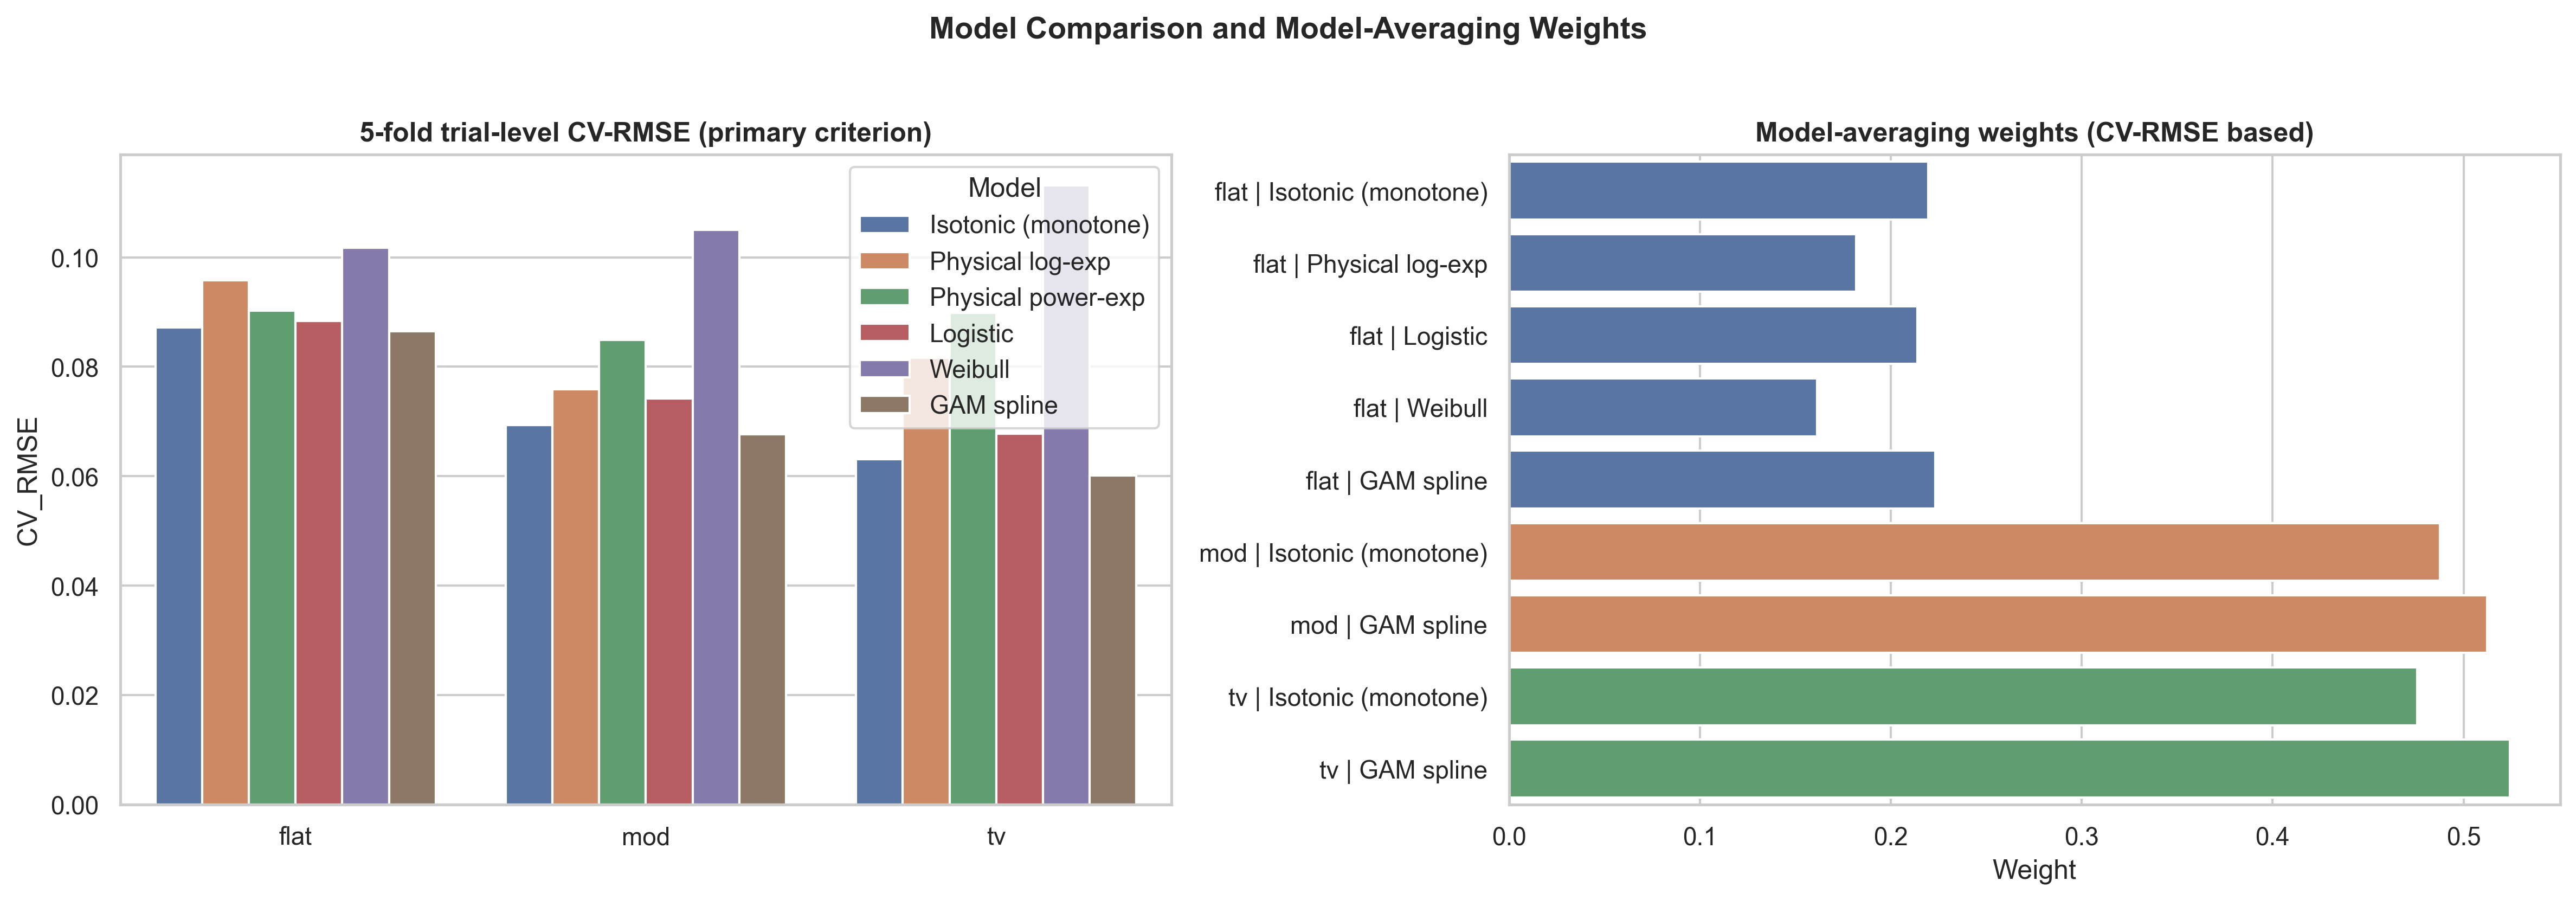 Model Comparison and Model-Averaging Weights
5-fold trial-level CV-RMSE (primary criterion)
CV_RMSE
0.10
0.08
0.06
0.04
0.02
0.00
flat
mod
tv
Model
Isotonic (monotone)
Physical log-exp
Physical power-exp
Logistic
Weibull
GAM spline
Model-averaging weights (CV-RMSE based)
flat | Isotonic (monotone)
flat | Physical log-exp
flat | Logistic
flat | Weibull
flat | GAM spline
mod | Isotonic (monotone)
mod | GAM spline
tv | Isotonic (monotone)
tv | GAM spline
0.0
0.1
0.2
0.3
0.4
0.5
Weight